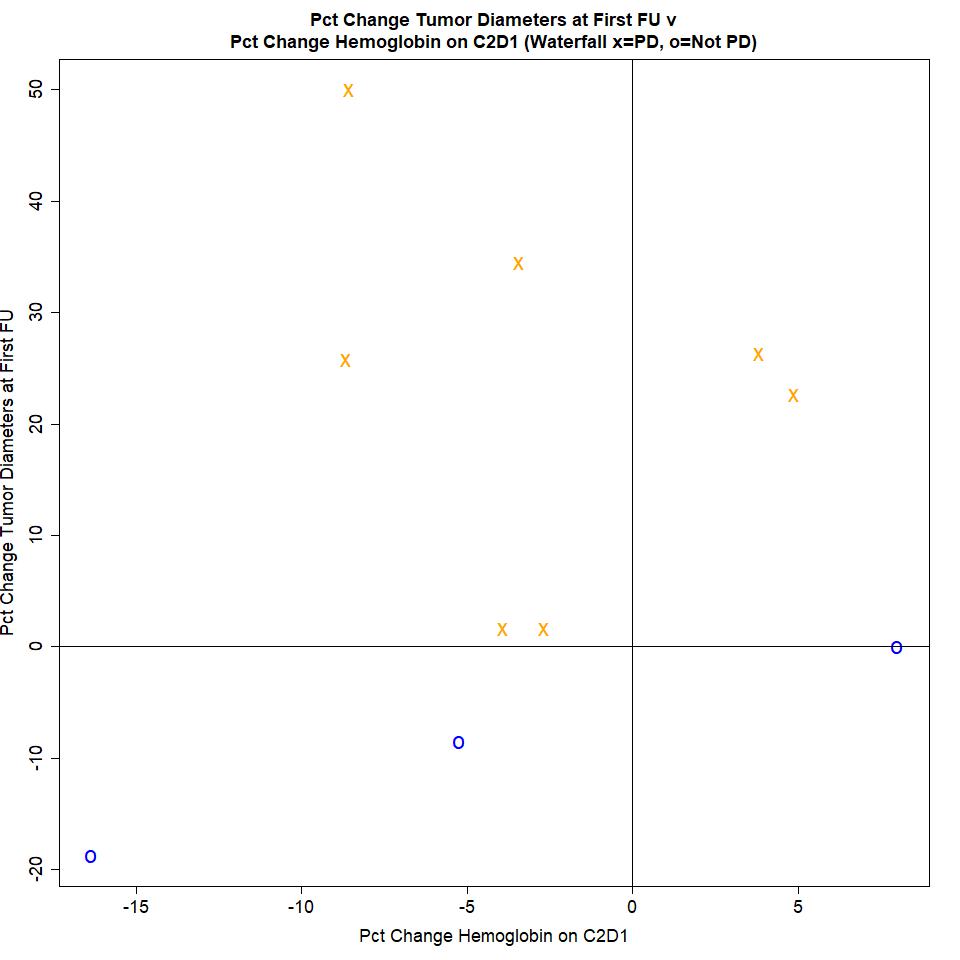 Pct Change Tumor Diameters at First FU v
Pct Change Hemoglobin on C2D1 (Waterfall x=PD, o=Not PD)
Pct Change Tumor Diameters at First FU
50
40
30
20
10
0
-10
-20
X
X
X
X
X
X
X
O
O
O
-15
-10
-5
0
5
Pct Change Hemoglobin on C2D1